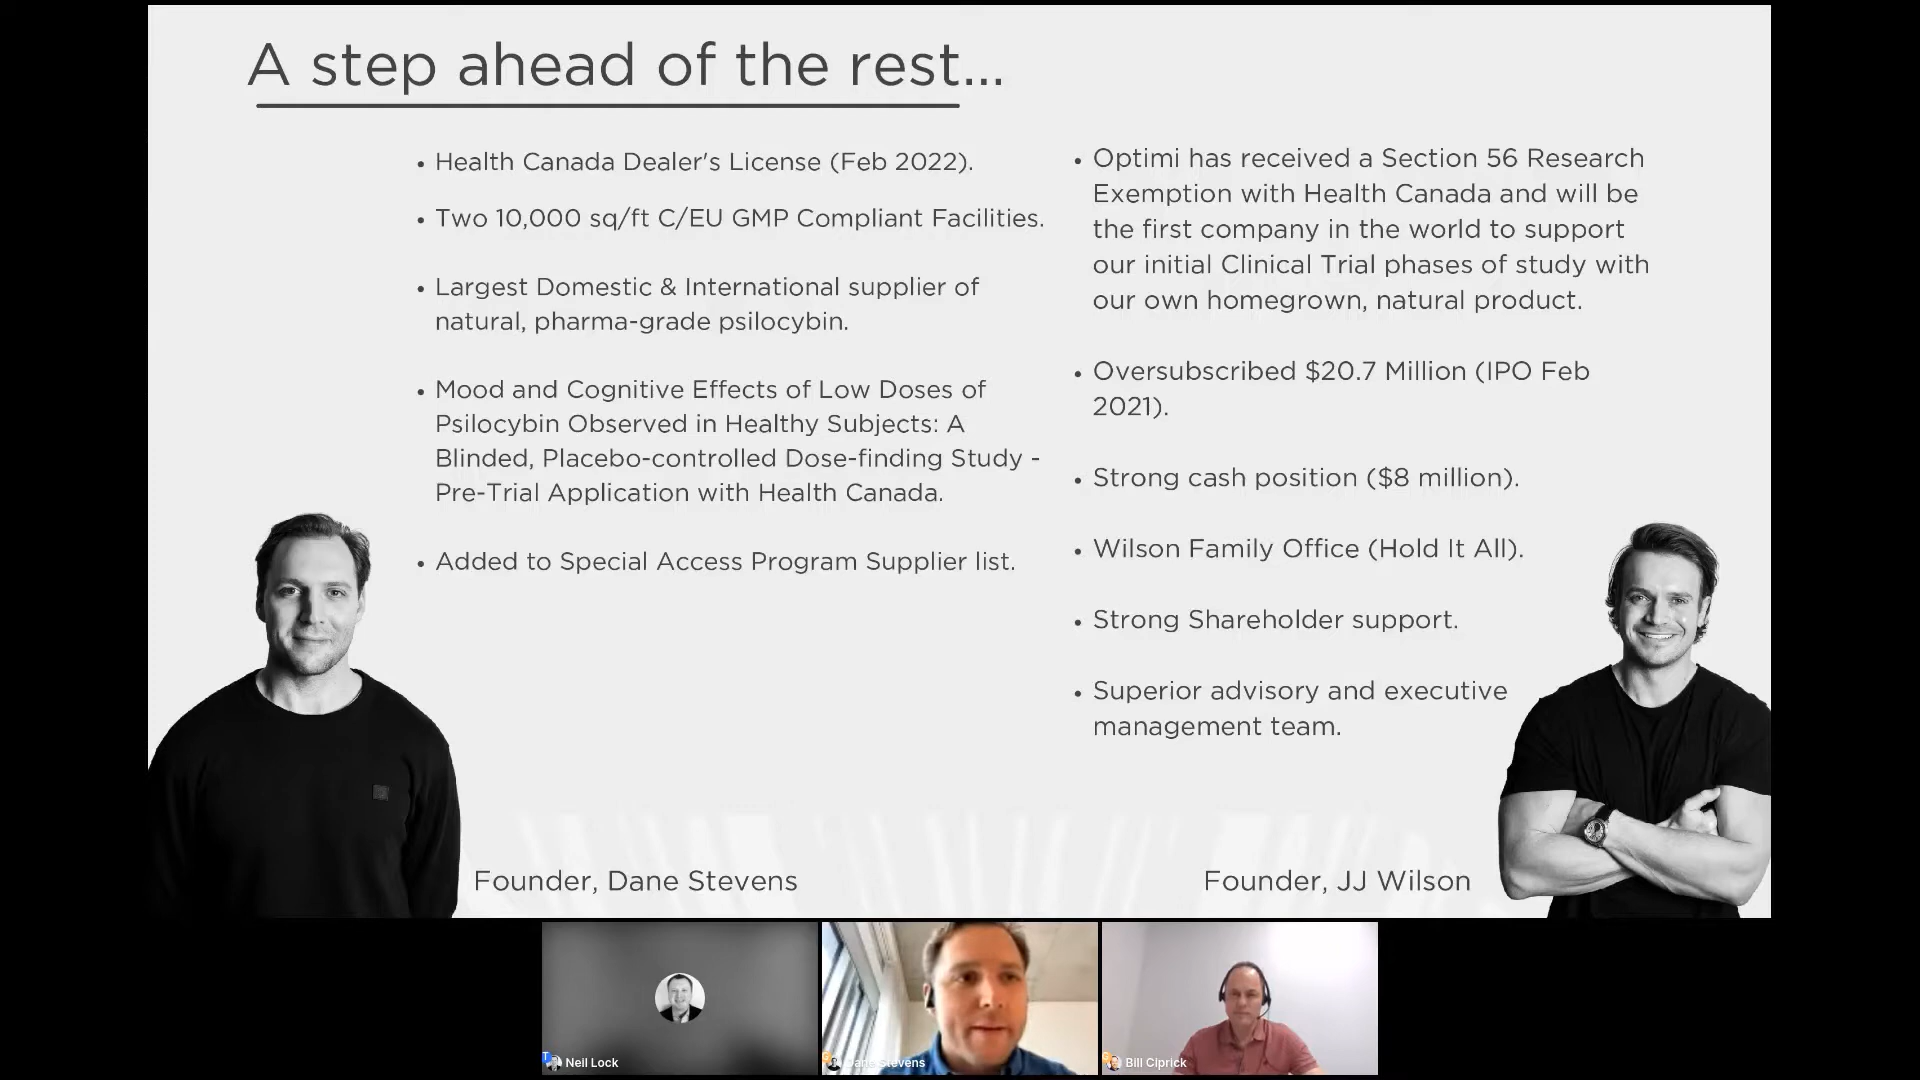 A step ahead of the rest...
• Health Canada Dealer's License (Feb 2022).
• Two 10,000 sq/ft C/EU GMP Compliant Facilities.
• Largest Domestic & International supplier of
natural, pharma-grade psilocybin.
• Mood and Cognitive Effects of Low Doses of
Psilocybin Observed in Healthy Subjects: A
Blinded, Placebo-controlled Dose-finding Study -
Pre-Trial Application with Health Canada.
• Added to Special Access Program Supplier list.
• Optimi has received a Section 56 Research
Exemption with Health Canada and will be
the first company in the world to support
our initial Clinical Trial phases of study with
our own homegrown, natural product.
• Oversubscribed $20.7 Million (IPO Feb
2021).
• Strong cash position ($8 million).
• Wilson Family Office (Hold It All).
• Strong Shareholder support.
• Superior advisory and executive
management team.
Founder, Dane Stevens
Founder, JJ Wilson
Neil Lock
Dane Stevens
Bill Ciprick